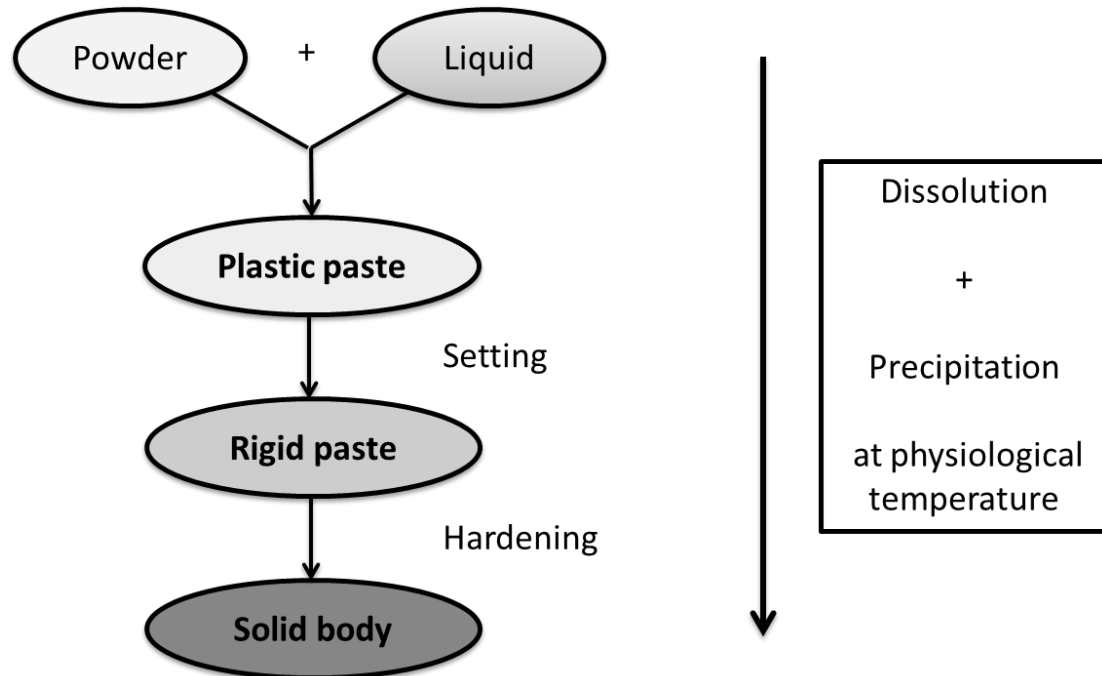 Powder + Liquid
Plastic paste
Setting
Rigid paste
Hardening
Solid body
Dissolution
+
Precipitation
at physiological
temperature